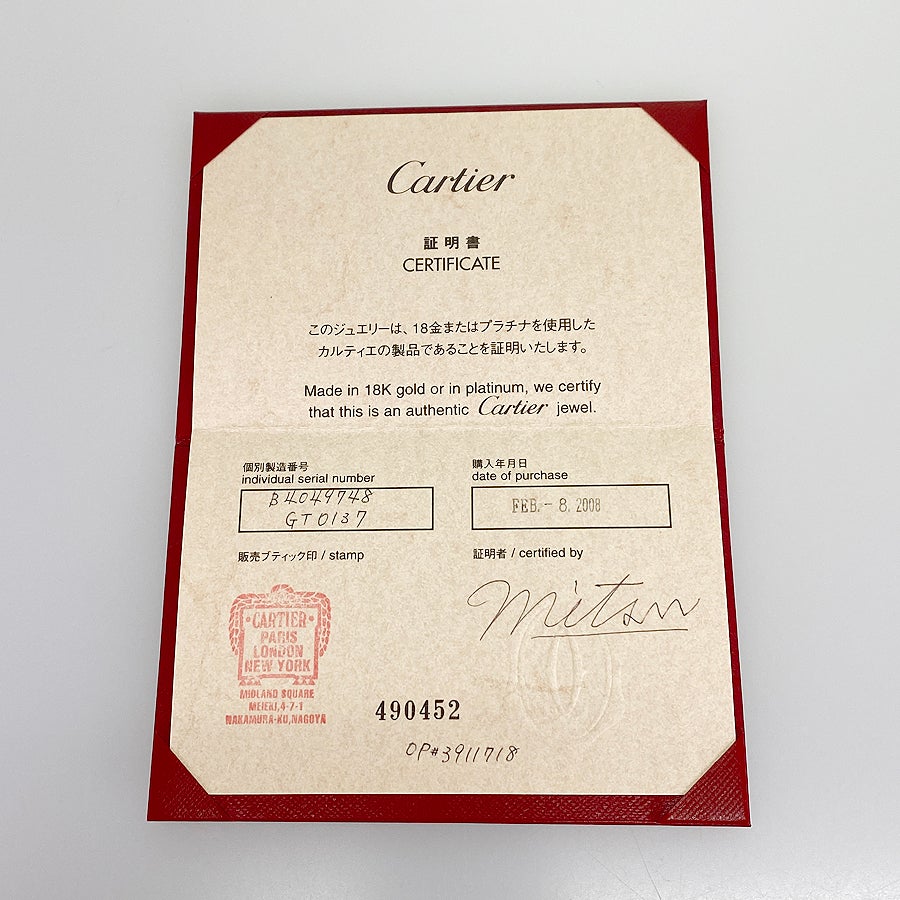 Cartier
証明書
CERTIFICATE
このジュエリーは、18金またはプラチナを使用した
カルティエの製品であることを証明いたします。
Made in 18K gold or in platinum, we certify
that this is an authentic Cartier jewel.
個別製造番号
individual serial number
B4049748
GT0137
購入年月日
date of purchase
FEB.-8.2008
販売ブティック印 / stamp
証明者 / certified by
CARTIER
PARIS
LONDON
NEW YORK
MIDLAND SQUARE
MEIEKI,4-7-1
NAKAMURA-KU,NAGOYA
490452
OP#3911718